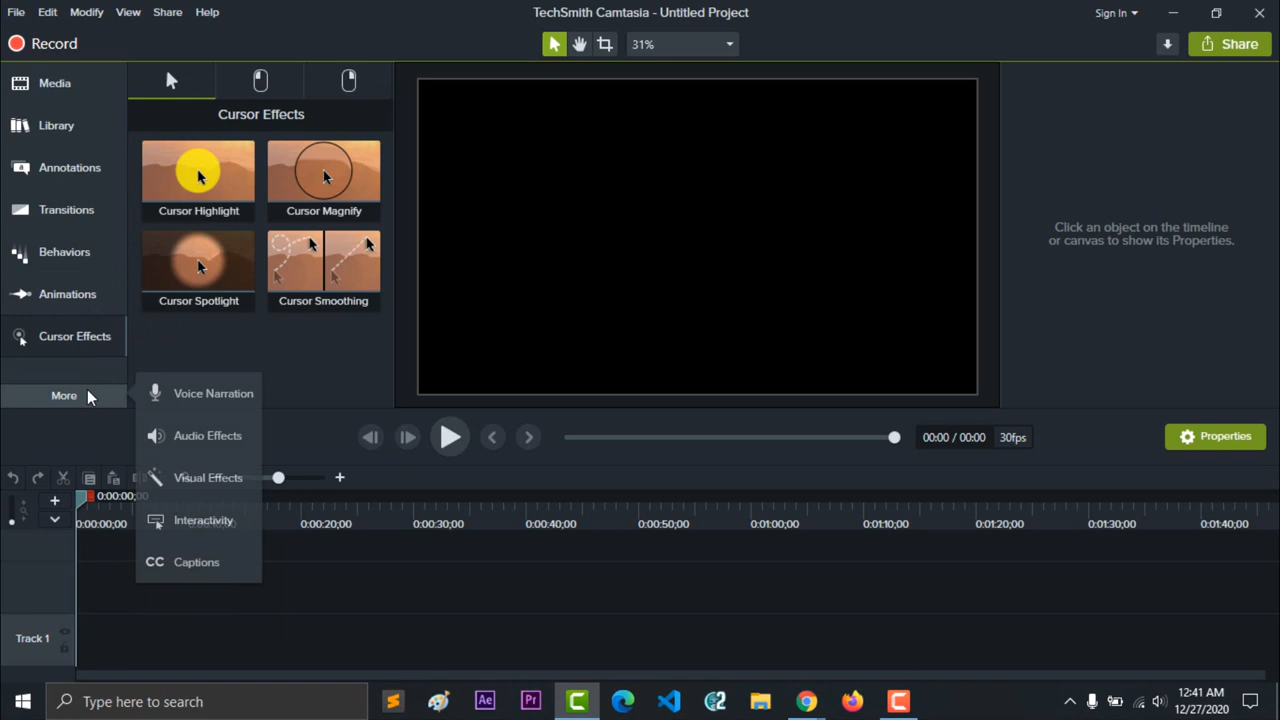 File Edit Modify View Share Help
TechSmith Camtasia - Untitled Project
Sign In
Record
31%
Share
Media
Library
Annotations
Transitions
Behaviors
Animations
Cursor Effects
More
Cursor Effects
Cursor Highlight
Cursor Magnify
Cursor Spotlight
Cursor Smoothing
Click an object on the timeline
or canvas to show its Properties.
Voice Narration
Audio Effects
Visual Effects
Interactivity
CC Captions
00:00 / 00:00 30fps
Properties
0:00:00;00
0:00:00;00 0:00:20;00 0:00:30;00 0:00:40;00 0:00:50;00 0:01:00;00 0:01:10;00 0:01:20;00 0:01:30;00 0:01:40;00
Track 1
Type here to search
Ae
Pr
12:41 AM
12/27/2020